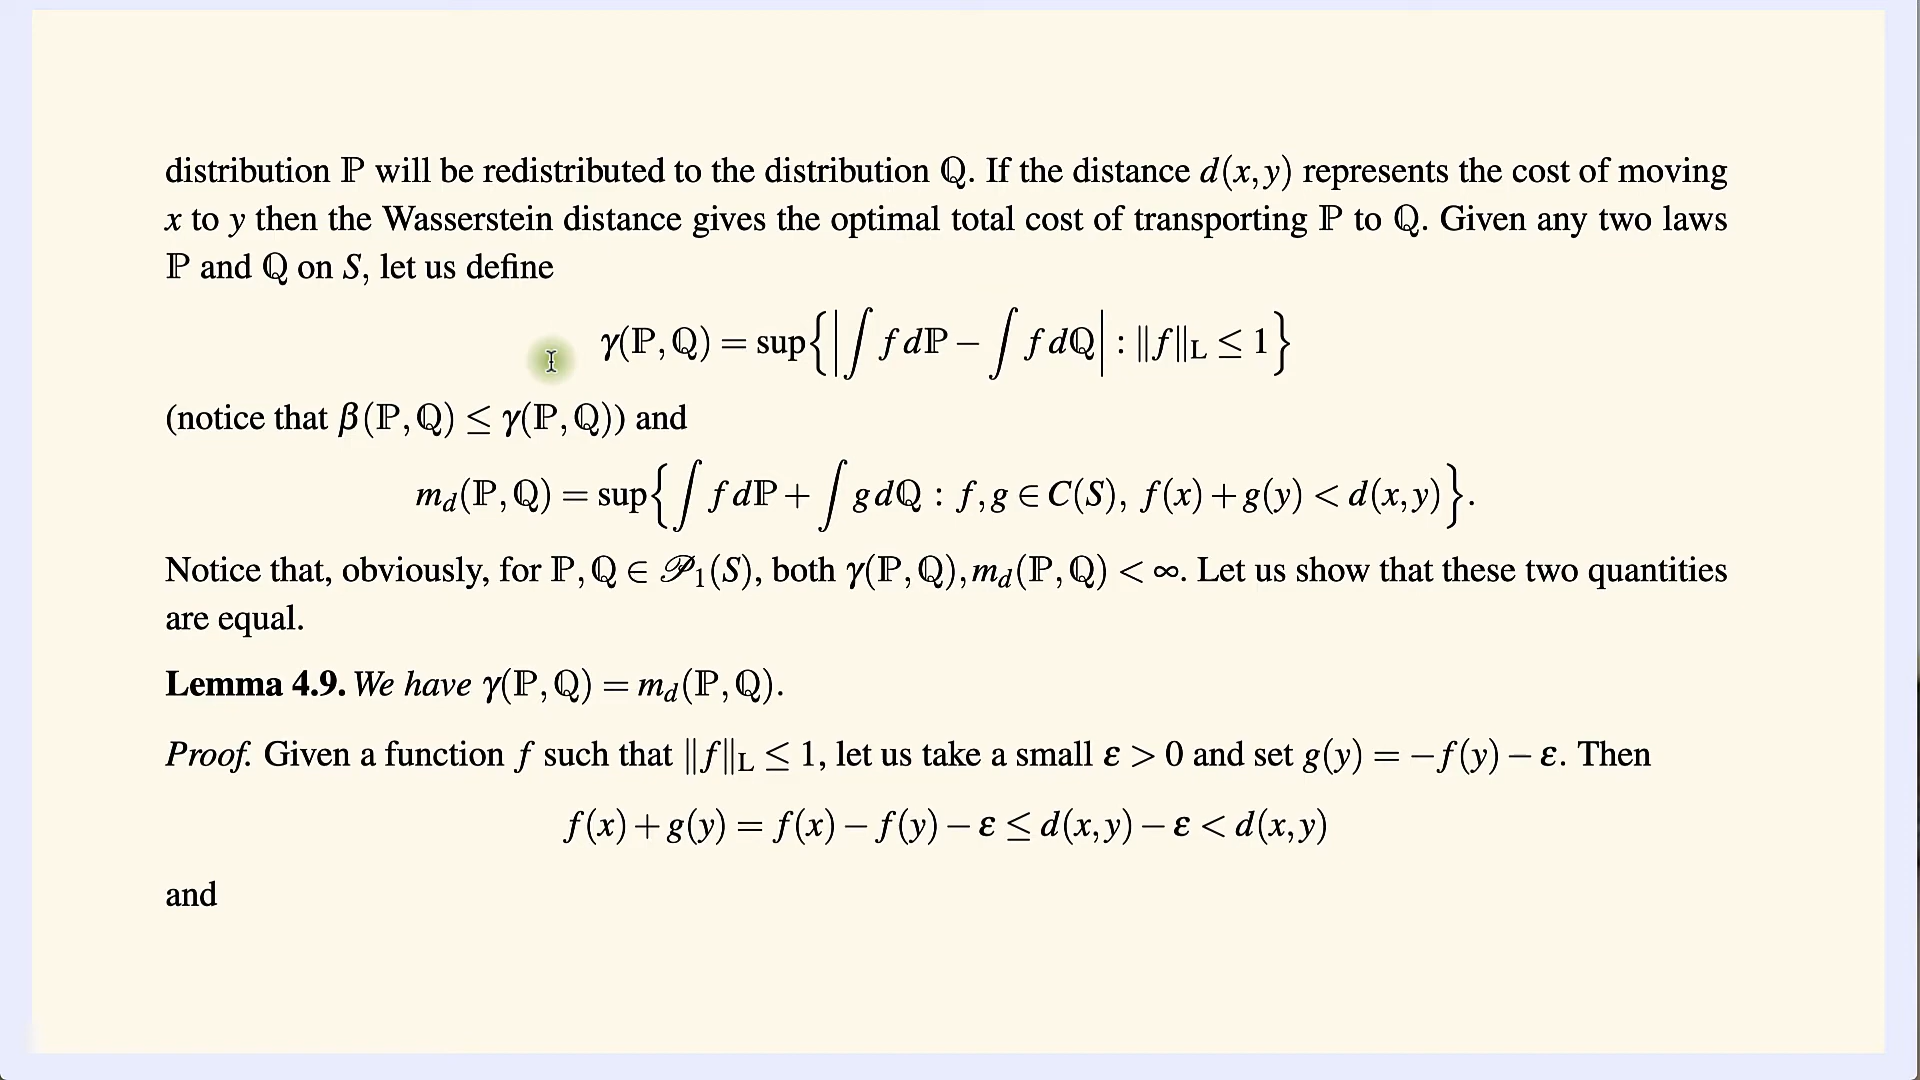 distribution ℙ will be redistributed to the distribution ℚ. If the distance d(x,y) represents the cost of moving
x to y then the Wasserstein distance gives the optimal total cost of transporting ℙ to ℚ. Given any two laws
ℙ and ℚ on S, let us define
γ(ℙ,ℚ) = sup{|∫ f dℙ − ∫ f dℚ| : ‖f‖_L ≤ 1}
(notice that β(ℙ,ℚ) ≤ γ(ℙ,ℚ)) and
m_d(ℙ,ℚ) = sup{∫ f dℙ + ∫ g dℚ : f,g ∈ C(S), f(x)+g(y) < d(x,y)}.
Notice that, obviously, for ℙ,ℚ ∈ 𝒫₁(S), both γ(ℙ,ℚ),m_d(ℙ,ℚ) < ∞. Let us show that these two quantities
are equal.
Lemma 4.9. We have γ(ℙ,ℚ) = m_d(ℙ,ℚ).
Proof. Given a function f such that ‖f‖_L ≤ 1, let us take a small ε > 0 and set g(y) = −f(y) − ε. Then
f(x)+g(y) = f(x) − f(y) − ε ≤ d(x,y) − ε < d(x,y)
and